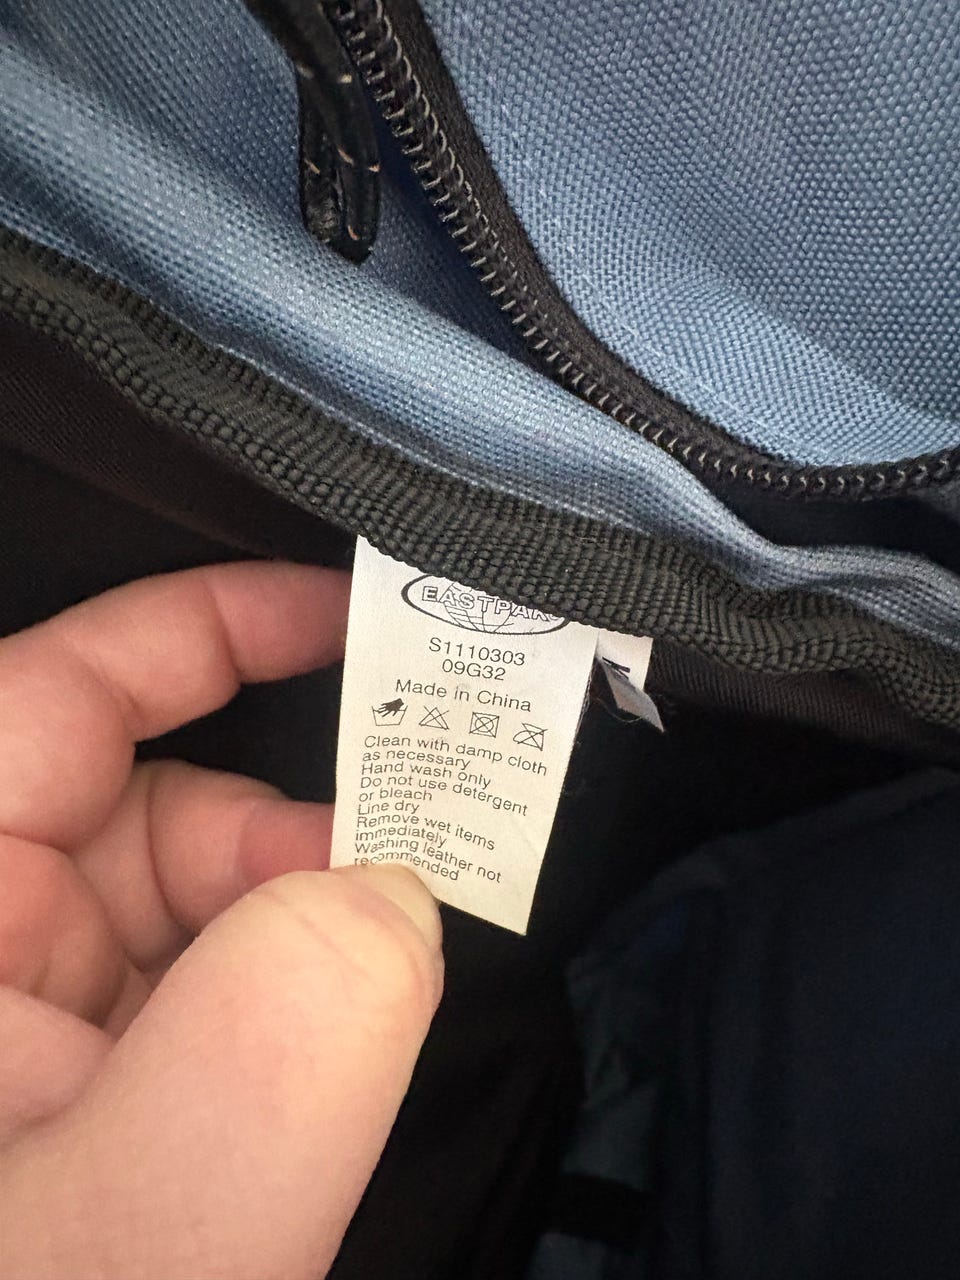 EASTPAK
S1110303
09G32
Made in China
Clean with damp cloth
as necessary
Hand wash only
Do not use detergent
or bleach
Line dry
Remove wet items
immediately
Washing leather not
recommended